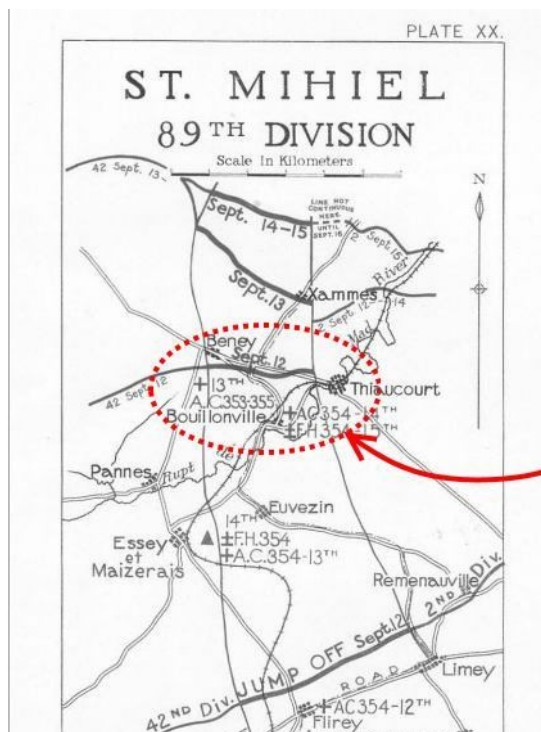 PLATE XX.
ST. MIHIEL
89TH DIVISION
Scale In Kilometers
42 Sept. 13-
LINE NOT
CONTINUOUS
HERE
UNTIL
SEPT. 16
N
Sept. 14-15
12
Sept. 15
River
Sept. 13
Xammes
2 Sept. 12-3-14
Mad
Beney
Sept. 12
42 Sept 12
13TH
A.C. 353-355
Thiaucourt
Bouillonville
AC 354-14TH
F.H. 354-15TH
de
Pannes
Rupt
Euvezin
14TH
Essey
et
Maizerais
F.H. 354
A.C. 354-13TH
Remenauville
2ND Div.
JUMP OFF Sept. 12
42ND Div.
ROAD
Limey
AC 354-12TH
Flirey